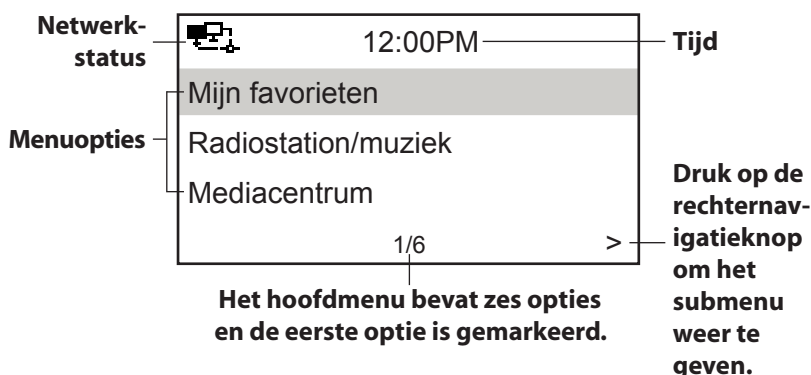 Netwerk-
status
12:00PM
Tijd
Mijn favorieten
Menuopties
Radiostation/muziek
Mediacentrum
1/6
>
Druk op de
rechternav-
igatieknop
om het
submenu
weer te
geven.
Het hoofdmenu bevat zes opties
en de eerste optie is gemarkeerd.